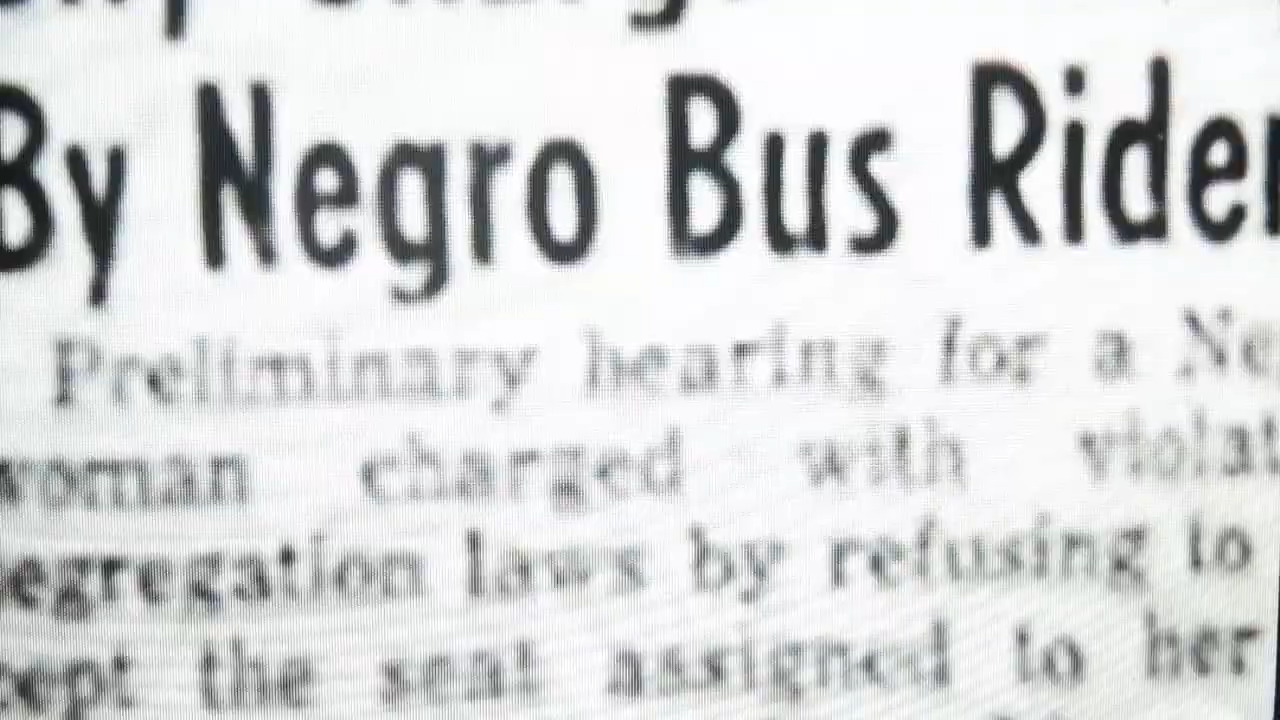 By Negro Bus Rider
Preliminary hearing for a Ne
woman charged with violat
egregation laws by refusing to
cept the seat assigned to her